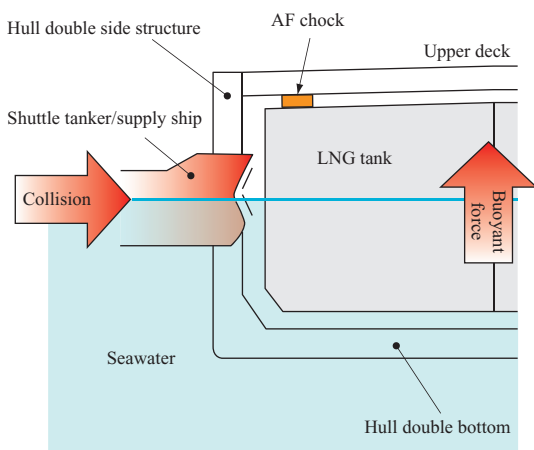 AF chock
Hull double side structure
Upper deck
Shuttle tanker/supply ship
LNG tank
Collision
Buoyant
force
Seawater
Hull double bottom